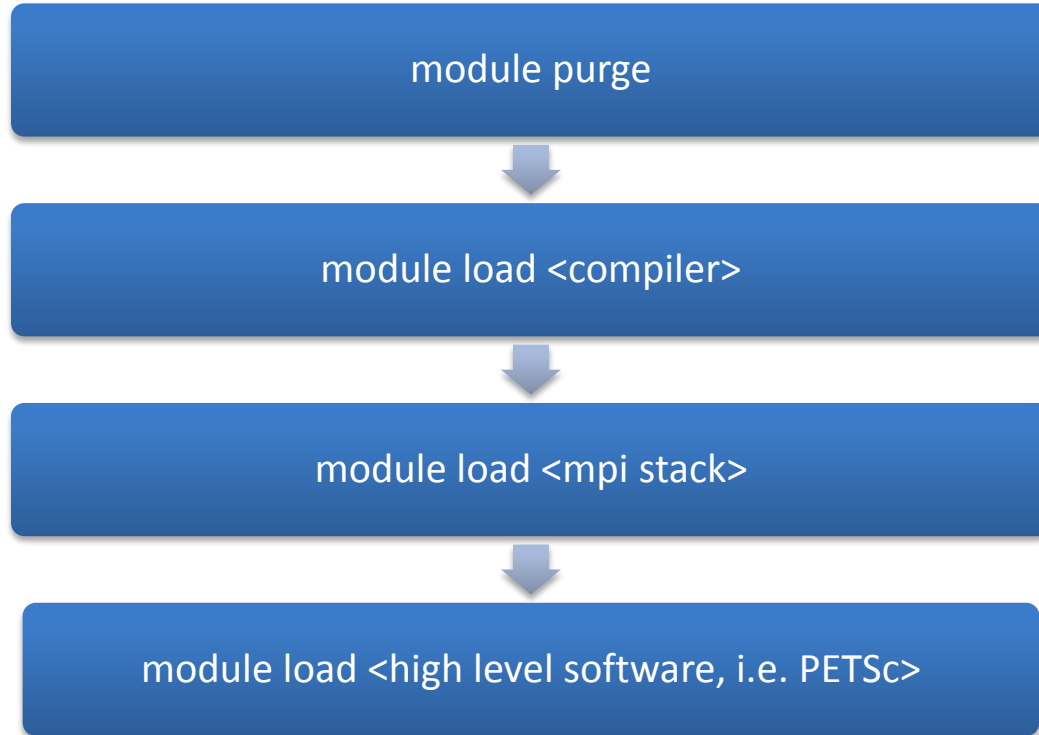 module purge
module load <compiler>
module load <mpi stack>
module load <high level software, i.e. PETSc>